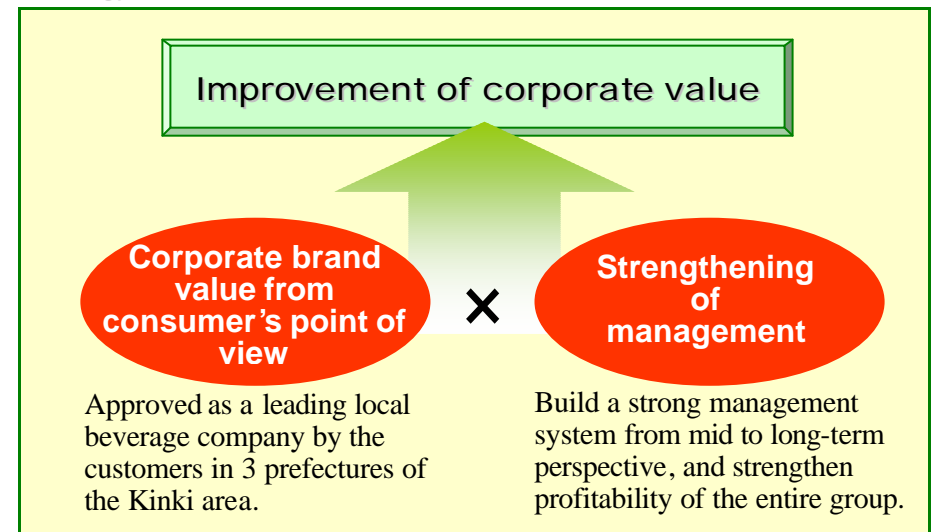 Improvement of corporate value
Corporate brand
value from
consumer’s point of
view
×
Strengthening
of
management
Approved as a leading local
beverage company by the
customers in 3 prefectures of
the Kinki area.
Build a strong management
system from mid to long-term
perspective, and strengthen
profitability of the entire group.